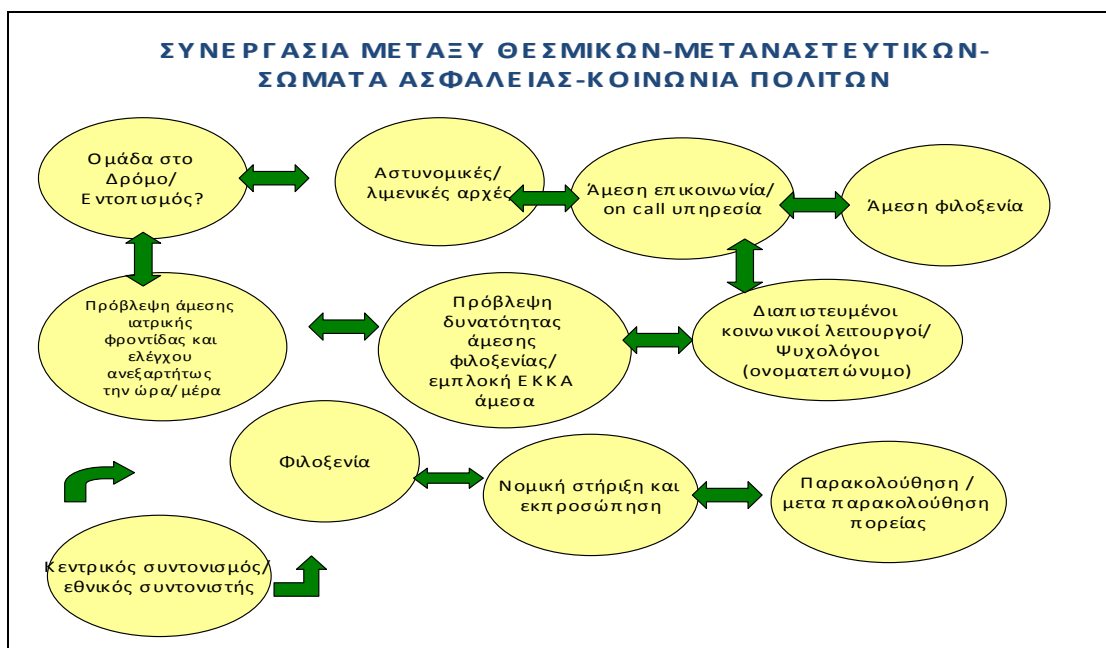 ΣΥΝΕΡΓΑΣΙΑ ΜΕΤΑΞΥ ΘΕΣΜΙΚΩΝ-ΜΕΤΑΝΑΣΤΕΥΤΙΚΩΝ-
ΣΩΜΑΤΑ ΑΣΦΑΛΕΙΑΣ-ΚΟΙΝΩΝΙΑ ΠΟΛΙΤΩΝ
Ομάδα στο
Δρόμο/
Εντοπισμός?
Αστυνομικές/
λιμενικές αρχές
Άμεση επικοινωνία/
on call υπηρεσία
Άμεση φιλοξενία
Πρόβλεψη άμεσης
ιατρικής
φροντίδας και
ελέγχου
ανεξαρτήτως
την ώρα/μέρα
Πρόβλεψη
δυνατότητας
άμεσης
φιλοξενίας/
εμπλοκή ΕΚΚΑ
άμεσα
Διαπιστευμένοι
κοινωνικοί λειτουργοί/
Ψυχολόγοι
(ονοματεπώνυμο)
Φιλοξενία
Νομική στήριξη και
εκπροσώπηση
Παρακολούθηση /
μετα παρακολούθηση
πορείας
Κεντρικός συντονισμός/
εθνικός συντονιστής